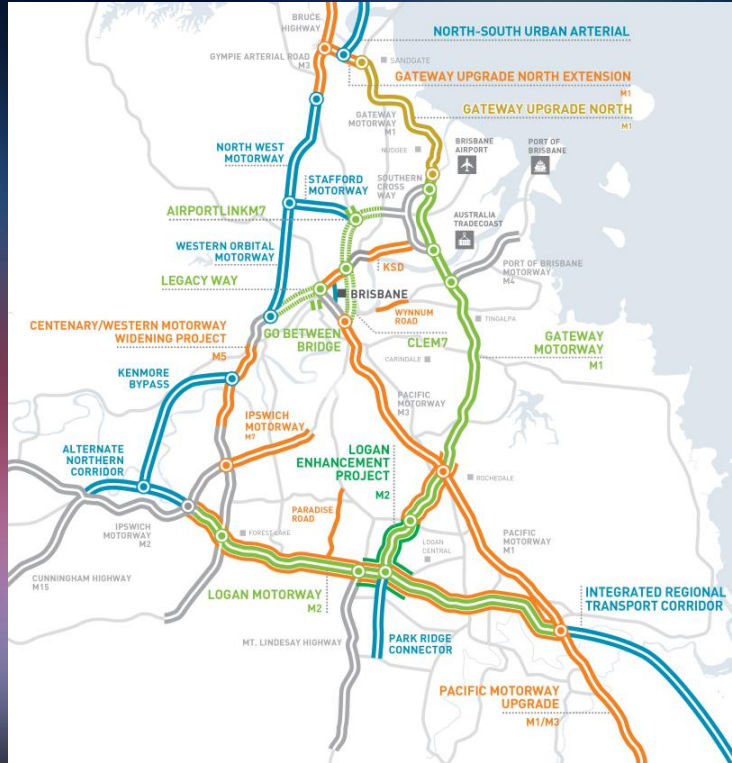 BRUCE
HIGHWAY
NORTH-SOUTH URBAN ARTERIAL
GYMPIE ARTERIAL ROAD
M3
SANDGATE
GATEWAY UPGRADE NORTH EXTENSION
M1
GATEWAY UPGRADE NORTH
M1
GATEWAY
MOTORWAY
M1
NUDGEE
BRISBANE
AIRPORT
PORT OF
BRISBANE
NORTH WEST
MOTORWAY
STAFFORD
MOTORWAY
SOUTHERN
CROSS
WAY
AIRPORTLINKM7
AUSTRALIA
TRADECOAST
WESTERN ORBITAL
MOTORWAY
KSD
PORT OF BRISBANE
MOTORWAY
M4
LEGACY WAY
BRISBANE
WYNNUM
ROAD
TINGALPA
CENTENARY/WESTERN MOTORWAY
WIDENING PROJECT
M5
GO BETWEEN
BRIDGE
CLEM7
GATEWAY
MOTORWAY
M1
CARINDALE
KENMORE
BYPASS
PACIFIC
MOTORWAY
M3
IPSWICH
MOTORWAY
M7
ALTERNATE
NORTHERN
CORRIDOR
LOGAN
ENHANCEMENT
PROJECT
M2
ROCHEDALE
PARADISE
ROAD
IPSWICH
MOTORWAY
M2
FOREST LAKE
LOGAN
CENTRAL
PACIFIC
MOTORWAY
M1
CUNNINGHAM HIGHWAY
M15
LOGAN MOTORWAY
M2
INTEGRATED REGIONAL
TRANSPORT CORRIDOR
MT. LINDESAY HIGHWAY
PARK RIDGE
CONNECTOR
PACIFIC MOTORWAY
UPGRADE
M1/M3